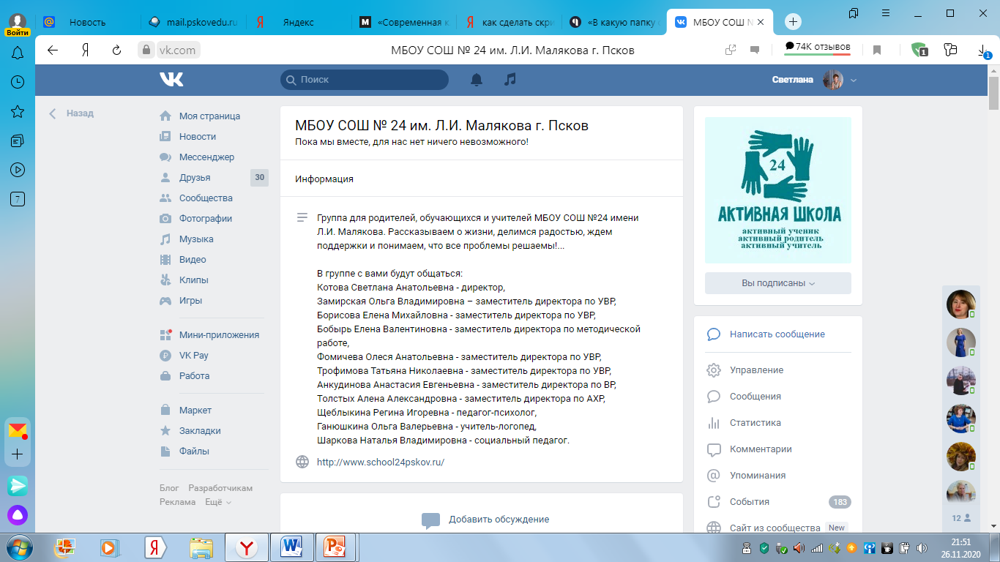 Войти
Новость
mail.pskovedu.ru
Яндекс
«Современная к
как сделать скри
«В какую папку
МБОУ СОШ N
vk.com
МБОУ СОШ № 24 им. Л.И. Малякова г. Псков
74K отзывов
1
1
7
Поиск
Светлана
Назад
Моя страница
Новости
Мессенджер
Друзья 30
Сообщества
Фотографии
Музыка
Видео
Клипы
Игры
Мини-приложения
VK Pay
Работа
Маркет
Закладки
Файлы
Блог Разработчикам
Реклама Ещё
МБОУ СОШ № 24 им. Л.И. Малякова г. Псков
Пока мы вместе, для нас нет ничего невозможного!
Информация
Группа для родителей, обучающихся и учителей МБОУ СОШ №24 имени
Л.И. Малякова. Рассказываем о жизни, делимся радостью, ждем
поддержки и понимаем, что все проблемы решаемы!...
В группе с вами будут общаться:
Котова Светлана Анатольевна - директор,
Замирская Ольга Владимировна – заместитель директора по УВР,
Борисова Елена Михайловна - заместитель директора по УВР,
Бобырь Елена Валентиновна - заместитель директора по методической
работе,
Фомичева Олеся Анатольевна - заместитель директора по УВР,
Трофимова Татьяна Николаевна - заместитель директора по УВР,
Анкудинова Анастасия Евгеньевна - заместитель директора по ВР,
Толстых Алена Александровна - заместитель директора по АХР,
Щеблыкина Регина Игоревна - педагог-психолог,
Ганюшкина Ольга Валерьевна - учитель-логопед,
Шаркова Наталья Владимировна - социальный педагог.
http://www.school24pskov.ru/
Добавить обсуждение
24
АКТИВНАЯ ШКОЛА
активный ученик
активный родитель
активный учитель
Вы подписаны
Написать сообщение
Управление
Сообщения
Статистика
Комментарии
Упоминания
События 183
Сайт из сообщества New
12
21:51
26.11.2020